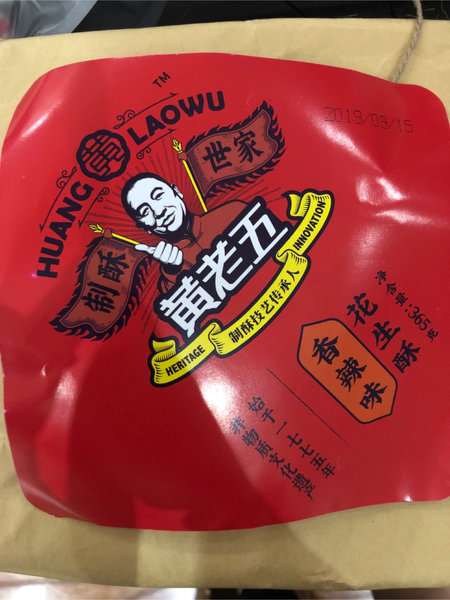 HUANG LAOWU
TM
2019/09/15
制酥
世家
黄老五
HERITAGE
制酥技艺传承人
INNOVATION
净含量:365克
花生酥
香辣味
始于一七七五年
非物质文化遗产